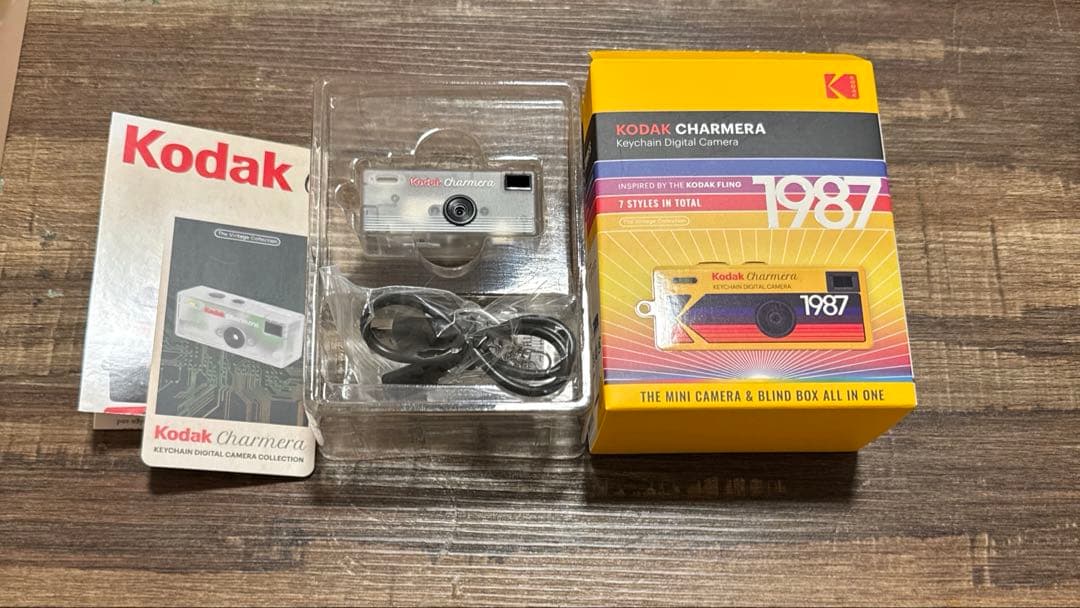 Kodak
The Vintage Collection
Kodak Charmera
KEYCHAIN DIGITAL CAMERA COLLECTION
Kodak Charmera
Kodak
KODAK CHARMERA
Keychain Digital Camera
INSPIRED BY THE KODAK FLING
7 STYLES IN TOTAL
1987
The Vintage Collection
Kodak Charmera
KEYCHAIN DIGITAL CAMERA
1987
THE MINI CAMERA & BLIND BOX ALL IN ONE